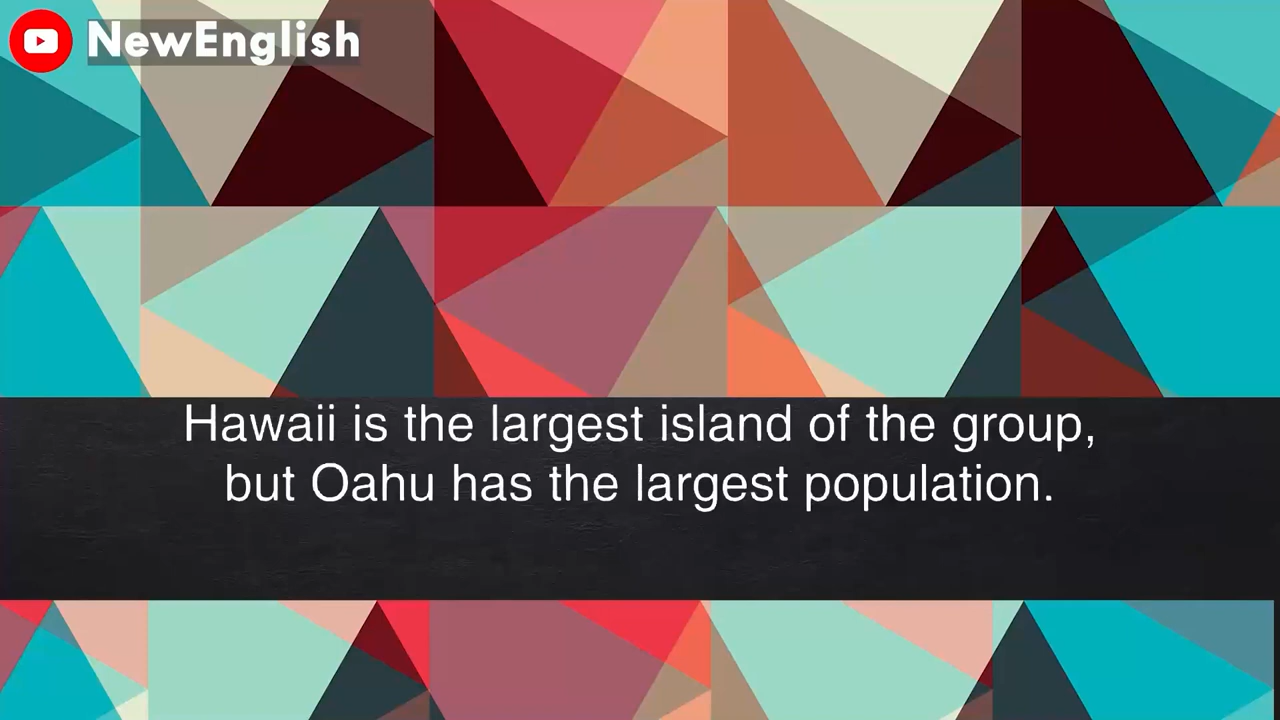 NewEnglish
Hawaii is the largest island of the group,
but Oahu has the largest population.